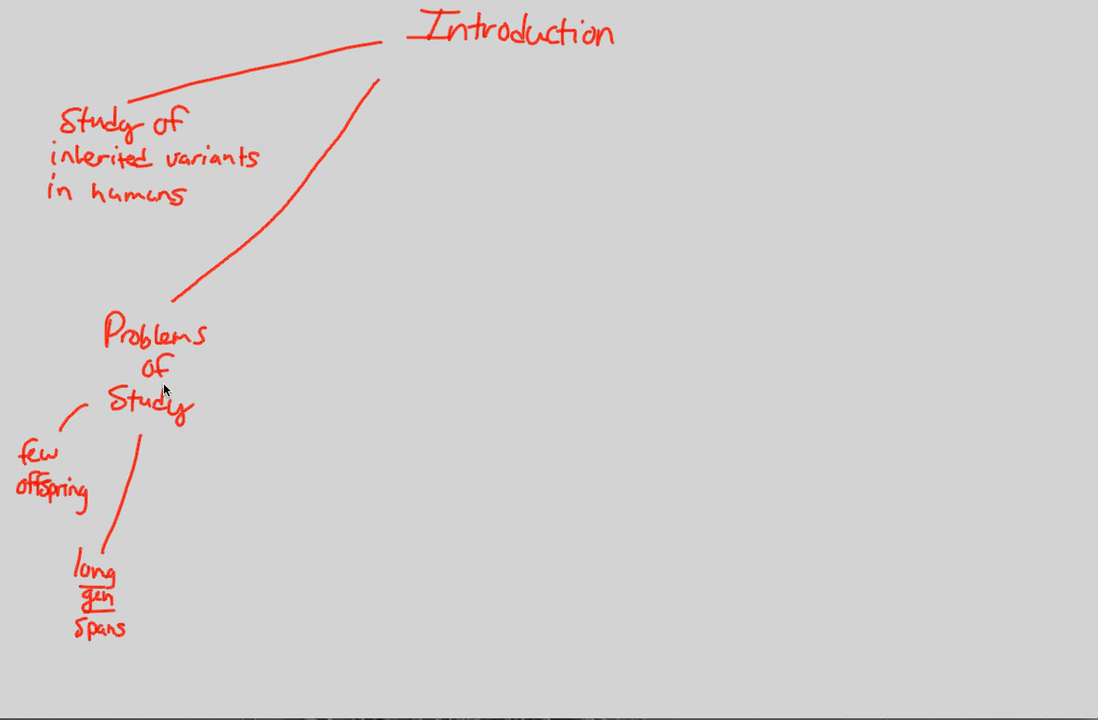 Introduction
Study of
inherited variants
in humans
Problems
of
Study
few
offspring
long
gen
spans